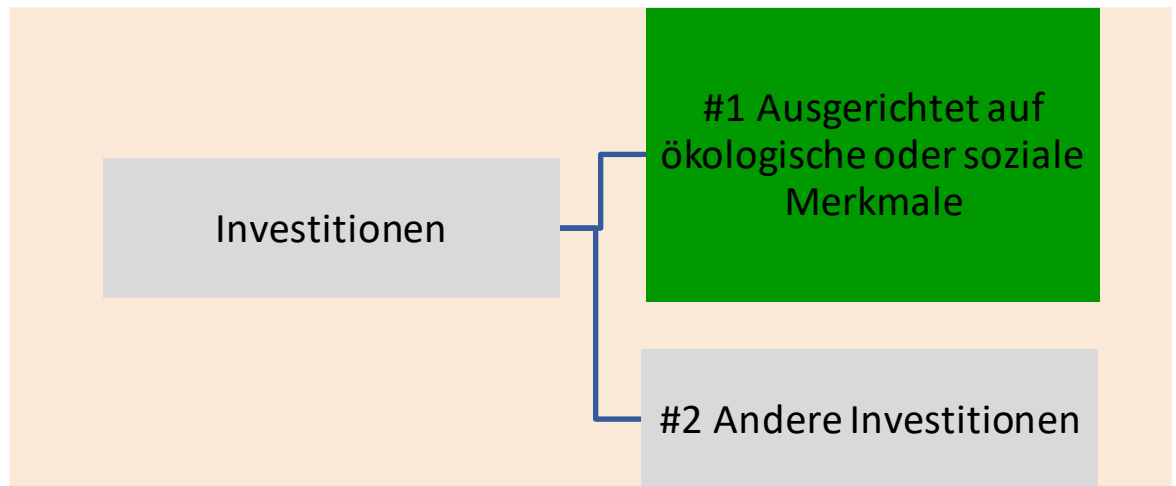 #1 Ausgerichtet auf
ökologische oder soziale
Merkmale
Investitionen
#2 Andere Investitionen